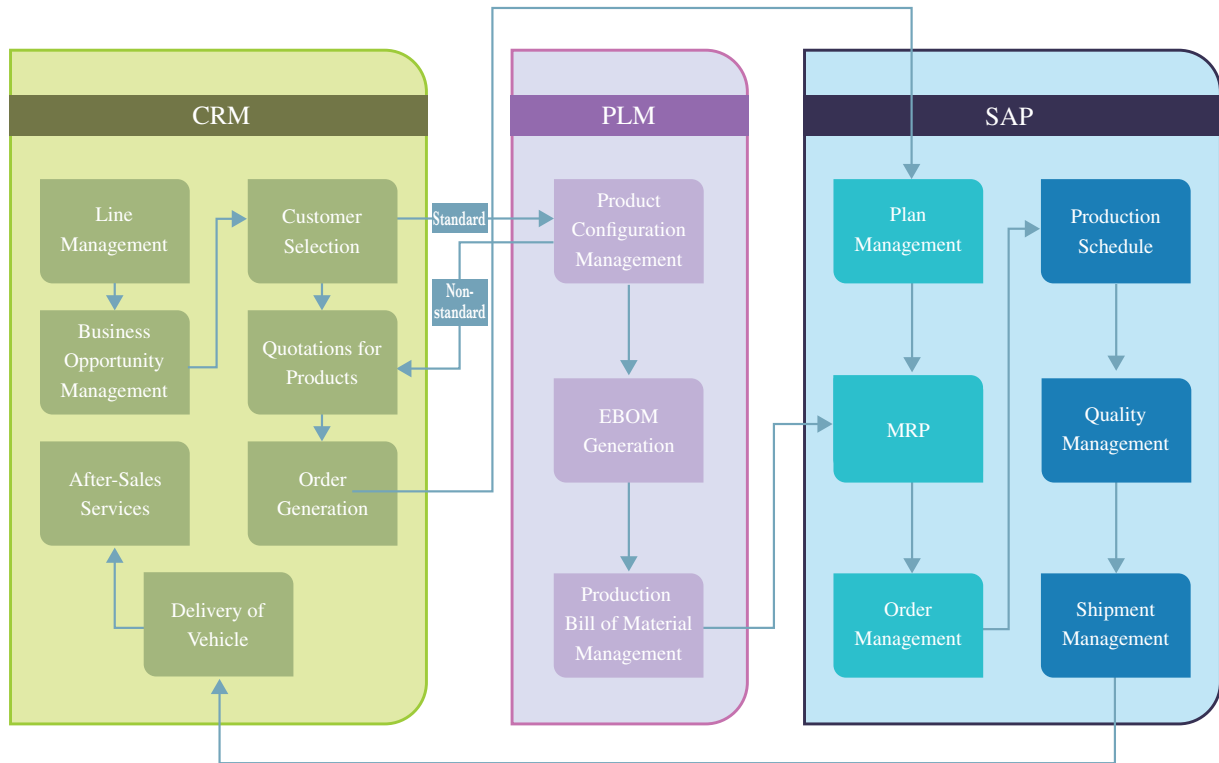 CRM
Line
Management
Customer
Selection
Business
Opportunity
Management
Quotations for
Products
After-Sales
Services
Order
Generation
Delivery of
Vehicle
Standard
Non-
standard
PLM
Product
Configuration
Management
EBOM
Generation
Production
Bill of Material
Management
SAP
Plan
Management
Production
Schedule
MRP
Quality
Management
Order
Management
Shipment
Management